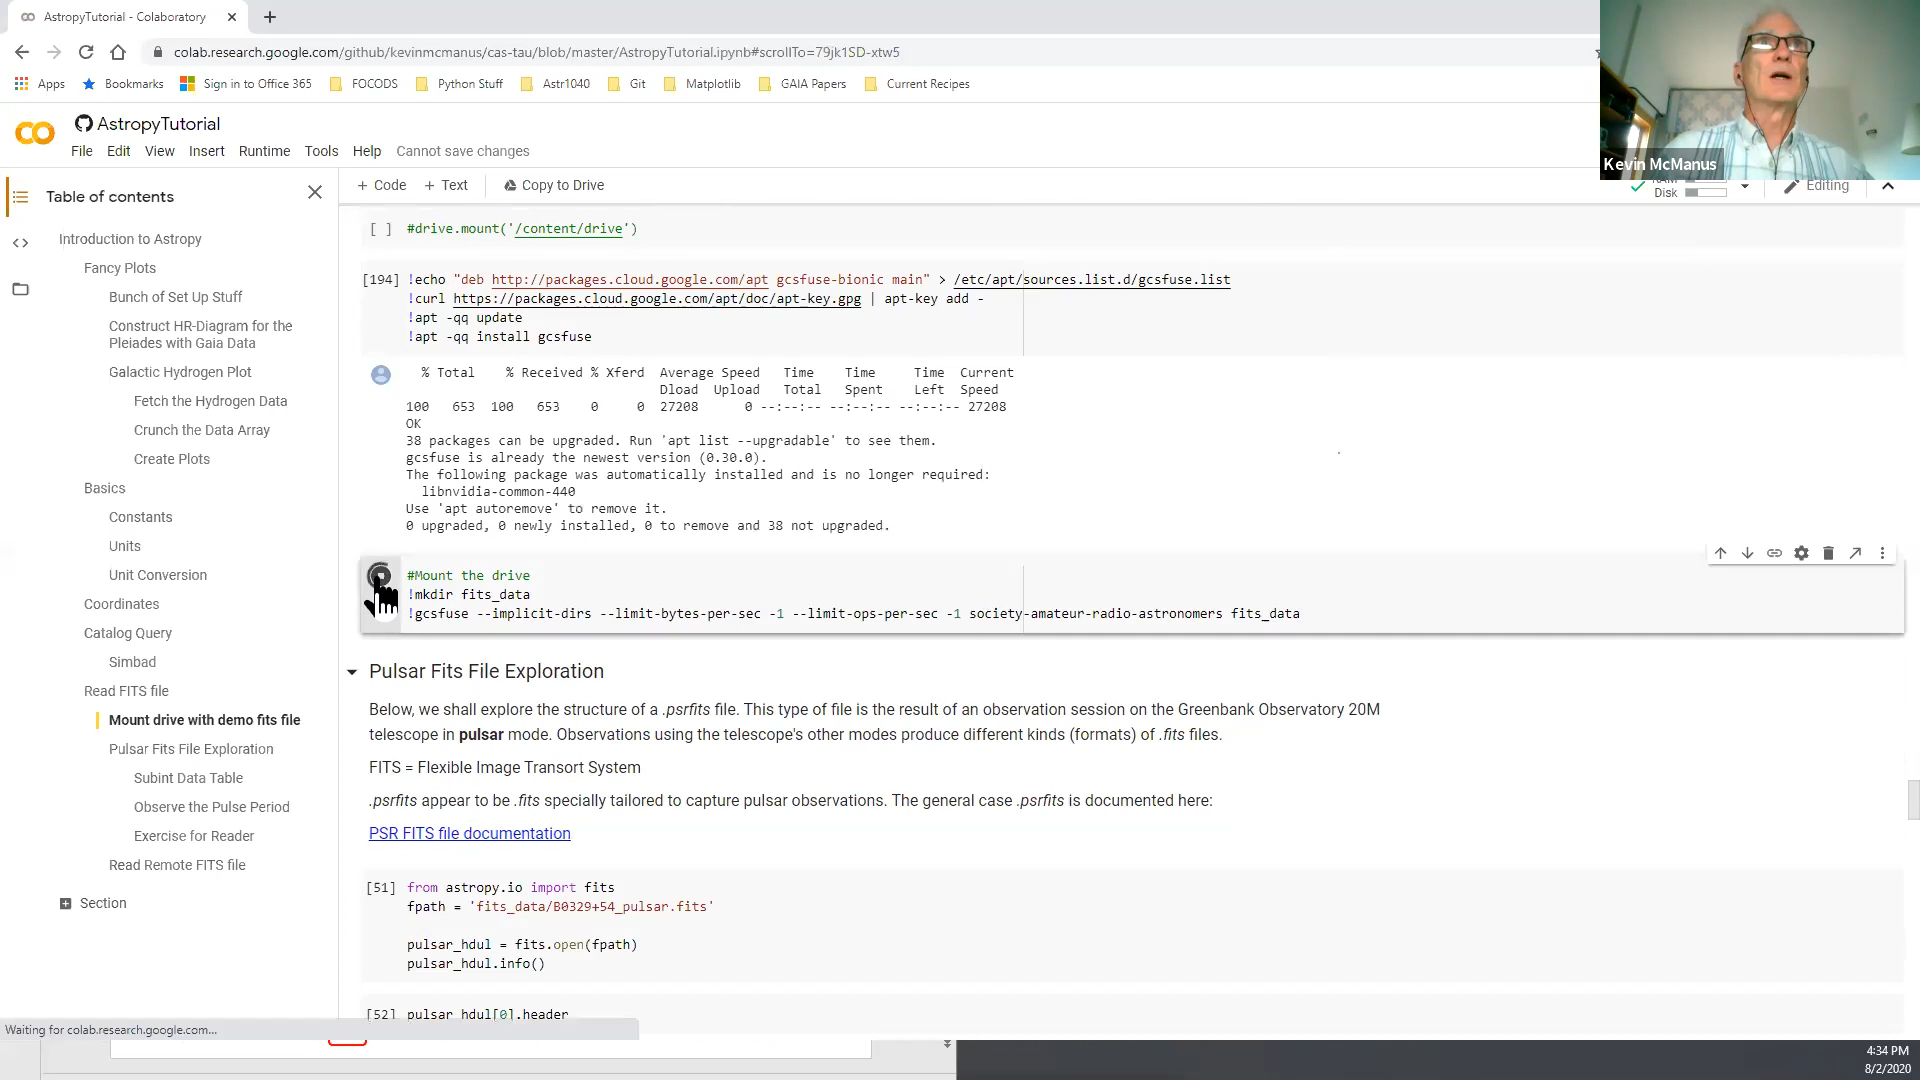 AstropyTutorial - Colaboratory
colab.research.google.com/github/kevinmcmanus/cas-tau/blob/master/AstropyTutorial.ipynb#scrollTo=79jk1SD-xtw5
Apps Bookmarks Sign in to Office 365 FOCODS Python Stuff Astr1040 Git Matplotlib GAIA Papers Current Recipes
Kevin McManus
CO AstropyTutorial
File Edit View Insert Runtime Tools Help Cannot save changes
Table of contents
+ Code + Text Copy to Drive
Disk
Editing
Introduction to Astropy
Fancy Plots
Bunch of Set Up Stuff
Construct HR-Diagram for the
Pleiades with Gaia Data
Galactic Hydrogen Plot
Fetch the Hydrogen Data
Crunch the Data Array
Create Plots
Basics
Constants
Units
Unit Conversion
Coordinates
Catalog Query
Simbad
Read FITS file
Mount drive with demo fits file
Pulsar Fits File Exploration
Subint Data Table
Observe the Pulse Period
Exercise for Reader
Read Remote FITS file
Section
[ ] #drive.mount('/content/drive')
[194] !echo "deb http://packages.cloud.google.com/apt gcsfuse-bionic main" > /etc/apt/sources.list.d/gcsfuse.list
!curl https://packages.cloud.google.com/apt/doc/apt-key.gpg | apt-key add -
!apt -qq update
!apt -qq install gcsfuse
% Total % Received % Xferd Average Speed Time Time Time Current
Dload Upload Total Spent Left Speed
100 653 100 653 0 0 27208 0 --:--:-- --:--:-- --:--:-- 27208
OK
38 packages can be upgraded. Run 'apt list --upgradable' to see them.
gcsfuse is already the newest version (0.30.0).
The following package was automatically installed and is no longer required:
libnvidia-common-440
Use 'apt autoremove' to remove it.
0 upgraded, 0 newly installed, 0 to remove and 38 not upgraded.
#Mount the drive
!mkdir fits_data
!gcsfuse --implicit-dirs --limit-bytes-per-sec -1 --limit-ops-per-sec -1 society-amateur-radio-astronomers fits_data
Pulsar Fits File Exploration
Below, we shall explore the structure of a .psrfits file. This type of file is the result of an observation session on the Greenbank Observatory 20M
telescope in pulsar mode. Observations using the telescope's other modes produce different kinds (formats) of .fits files.
FITS = Flexible Image Transort System
.psrfits appear to be .fits specially tailored to capture pulsar observations. The general case .psrfits is documented here:
PSR FITS file documentation
[51] from astropy.io import fits
fpath = 'fits_data/B0329+54_pulsar.fits'
pulsar_hdul = fits.open(fpath)
pulsar_hdul.info()
[52] pulsar_hdul[0].header
Waiting for colab.research.google.com...
4:34 PM
8/2/2020